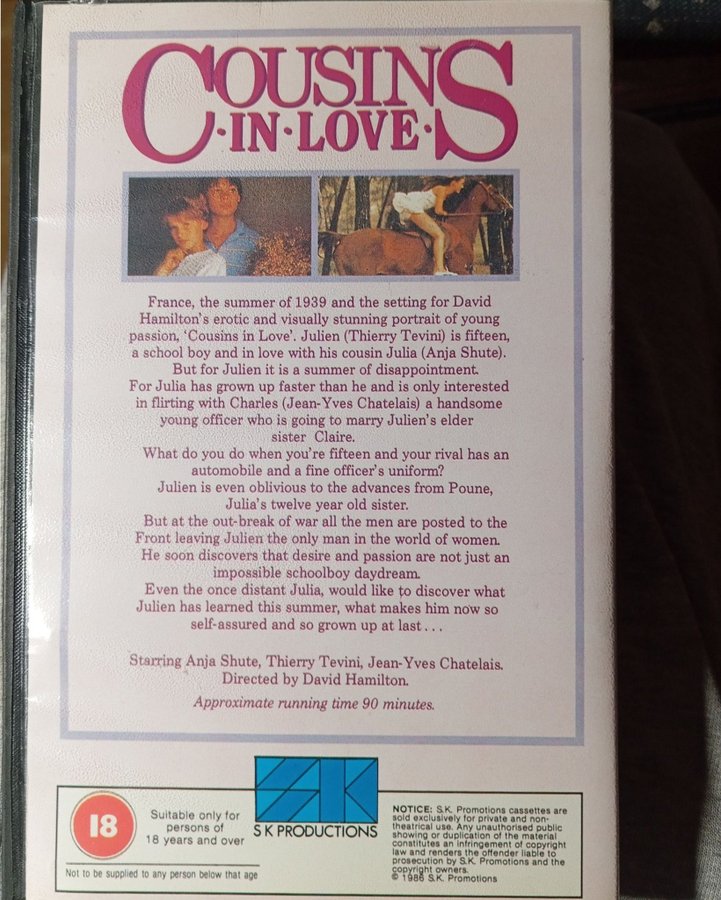 COUSINS
·IN·LOVE·
France, the summer of 1939 and the setting for David
Hamilton's erotic and visually stunning portrait of young
passion, 'Cousins in Love'. Julien (Thierry Tevini) is fifteen,
a school boy and in love with his cousin Julia (Anja Shute).
But for Julien it is a summer of disappointment.
For Julia has grown up faster than he and is only interested
in flirting with Charles (Jean-Yves Chatelais) a handsome
young officer who is going to marry Julien's elder
sister Claire.
What do you do when you're fifteen and your rival has an
automobile and a fine officer's uniform?
Julien is even oblivious to the advances from Poune,
Julia's twelve year old sister.
But at the out-break of war all the men are posted to the
Front leaving Julien the only man in the world of women.
He soon discovers that desire and passion are not just an
impossible schoolboy daydream.
Even the once distant Julia, would like to discover what
Julien has learned this summer, what makes him now so
self-assured and so grown up at last...
Starring Anja Shute, Thierry Tevini, Jean-Yves Chatelais.
Directed by David Hamilton.
Approximate running time 90 minutes.
18
Suitable only for
persons of
18 years and over
Not to be supplied to any person below that age
SK
S K PRODUCTIONS
NOTICE: S.K. Promotions cassettes are
sold exclusively for private and non-
theatrical use. Any unauthorised public
showing or duplication of the material
constitutes an infringement of copyright
law and renders the offender liable to
prosecution by S.K. Promotions and the
copyright owners.
© 1986 S.K. Promotions